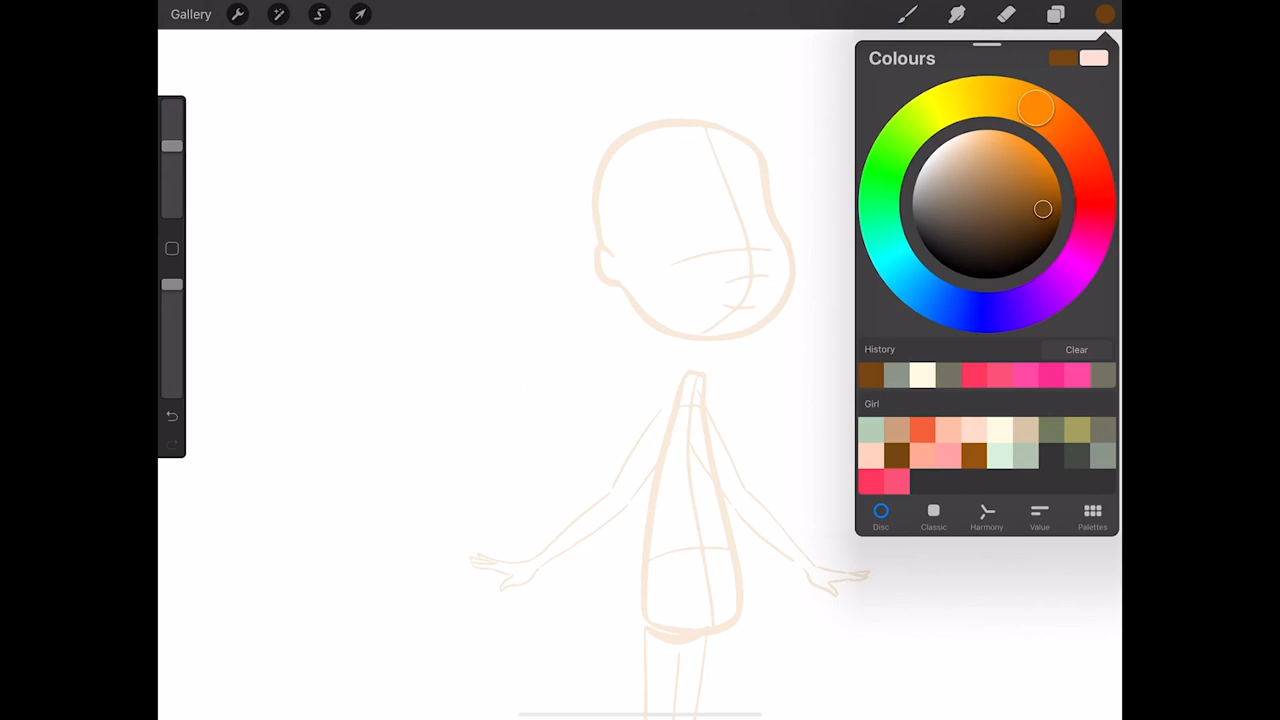 Gallery
Colours
History Clear
Girl
Disc Classic Harmony Value Palettes